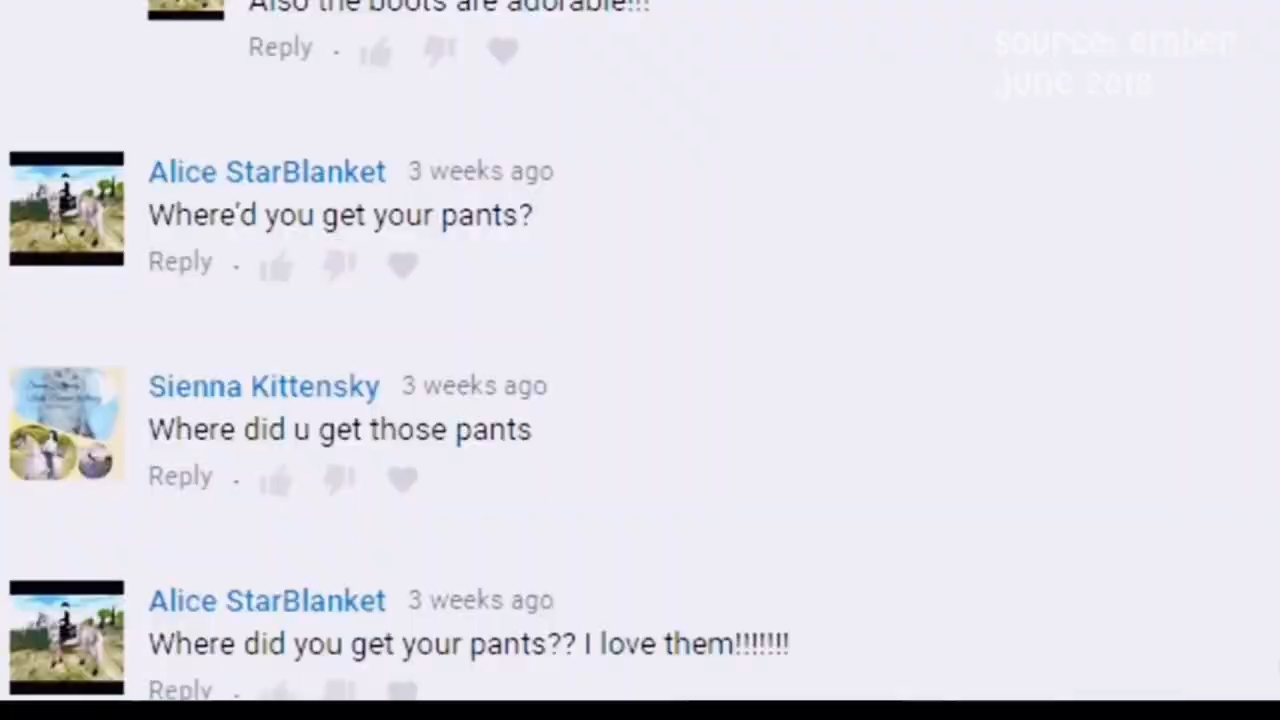 Also the boots are adorable!!!
Reply .
source: ember
june 2018
Alice StarBlanket 3 weeks ago
Where'd you get your pants?
Reply .
Sienna Kittensky 3 weeks ago
Where did u get those pants
Reply .
Alice StarBlanket 3 weeks ago
Where did you get your pants?? I love them!!!!!!!
Reply .